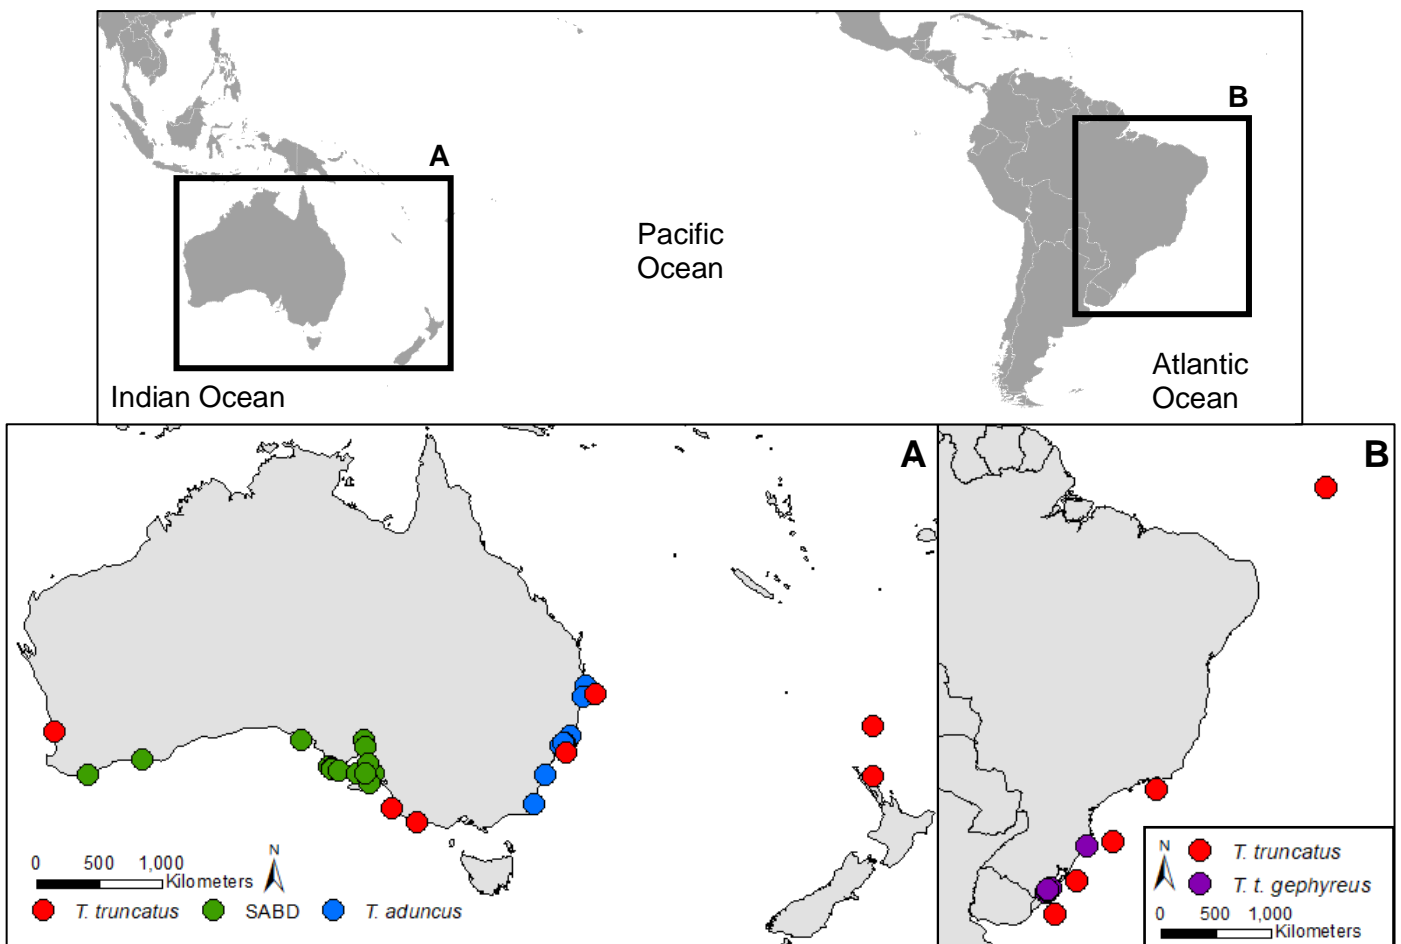 B
A
Pacific
Ocean
Atlantic
Ocean
Indian Ocean
A
B
0 500 1,000
Kilometers
N
T. truncatus
SABD
T. aduncus
N
T. truncatus
T. t. gephyreus
0 500 1,000
Kilometers